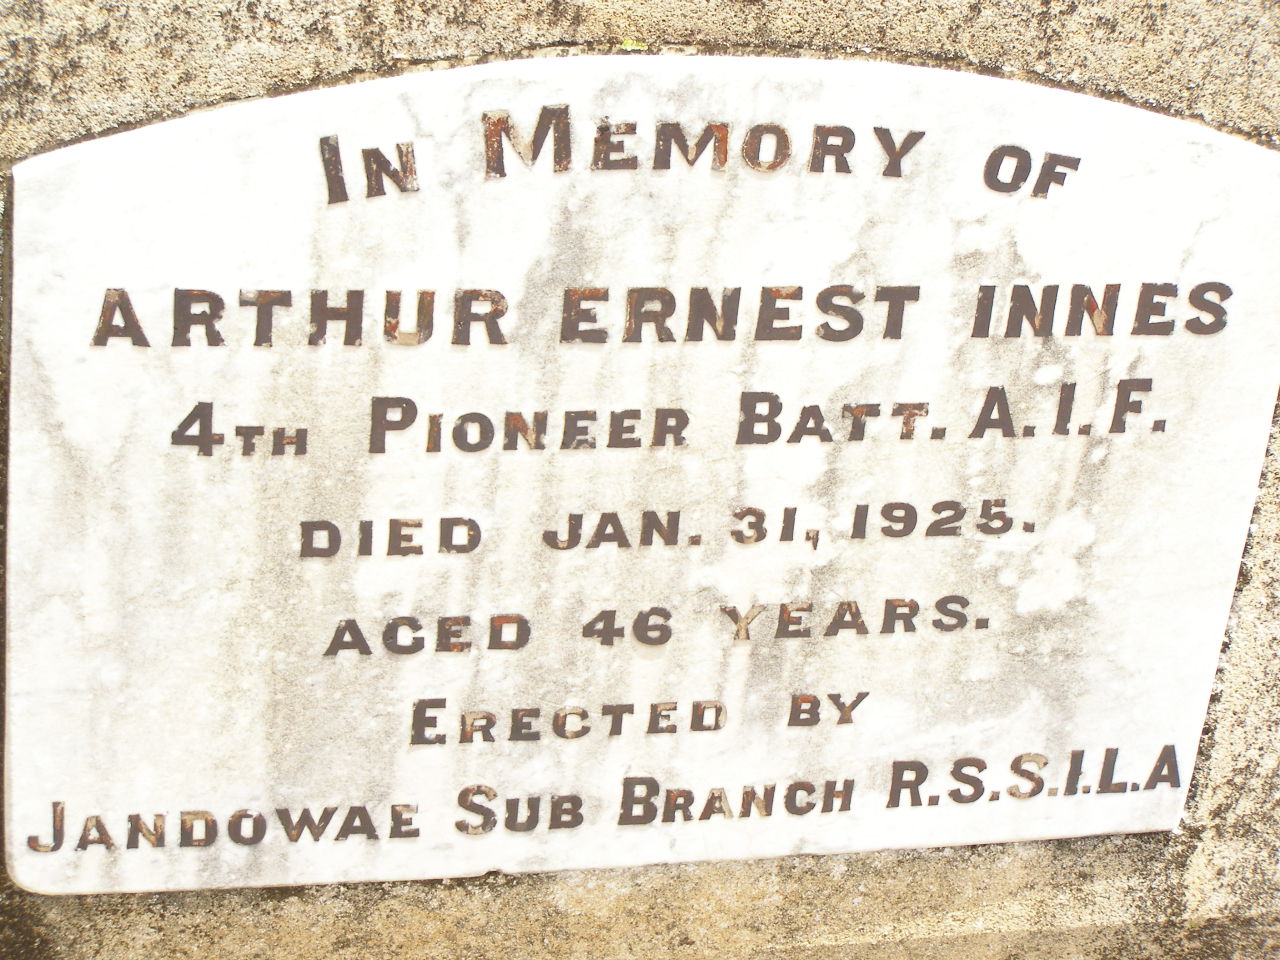 IN MEMORY OF
ARTHUR ERNEST INNES
4TH PIONEER BATT. A.I.F.
DIED JAN. 31, 1925.
AGED 46 YEARS.
ERECTED BY
JANDOWAE SUB BRANCH R.S.S.I.L.A